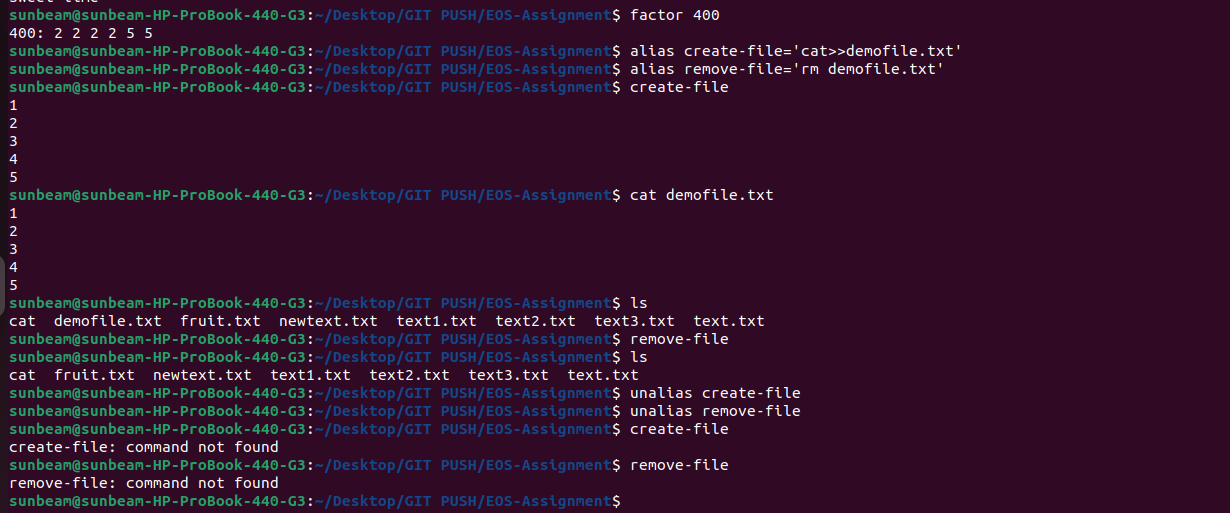 sunbeam@sunbeam-HP-ProBook-440-G3:~/Desktop/GIT PUSH/EOS-Assignment$ factor 400
400: 2 2 2 2 5 5
sunbeam@sunbeam-HP-ProBook-440-G3:~/Desktop/GIT PUSH/EOS-Assignment$ alias create-file='cat>>demofile.txt'
sunbeam@sunbeam-HP-ProBook-440-G3:~/Desktop/GIT PUSH/EOS-Assignment$ alias remove-file='rm demofile.txt'
sunbeam@sunbeam-HP-ProBook-440-G3:~/Desktop/GIT PUSH/EOS-Assignment$ create-file
1
2
3
4
5
sunbeam@sunbeam-HP-ProBook-440-G3:~/Desktop/GIT PUSH/EOS-Assignment$ cat demofile.txt
1
2
3
4
5
sunbeam@sunbeam-HP-ProBook-440-G3:~/Desktop/GIT PUSH/EOS-Assignment$ ls
cat  demofile.txt  fruit.txt  newtext.txt  text1.txt  text2.txt  text3.txt  text.txt
sunbeam@sunbeam-HP-ProBook-440-G3:~/Desktop/GIT PUSH/EOS-Assignment$ remove-file
sunbeam@sunbeam-HP-ProBook-440-G3:~/Desktop/GIT PUSH/EOS-Assignment$ ls
cat  fruit.txt  newtext.txt  text1.txt  text2.txt  text3.txt  text.txt
sunbeam@sunbeam-HP-ProBook-440-G3:~/Desktop/GIT PUSH/EOS-Assignment$ unalias create-file
sunbeam@sunbeam-HP-ProBook-440-G3:~/Desktop/GIT PUSH/EOS-Assignment$ unalias remove-file
sunbeam@sunbeam-HP-ProBook-440-G3:~/Desktop/GIT PUSH/EOS-Assignment$ create-file
create-file: command not found
sunbeam@sunbeam-HP-ProBook-440-G3:~/Desktop/GIT PUSH/EOS-Assignment$ remove-file
remove-file: command not found
sunbeam@sunbeam-HP-ProBook-440-G3:~/Desktop/GIT PUSH/EOS-Assignment$